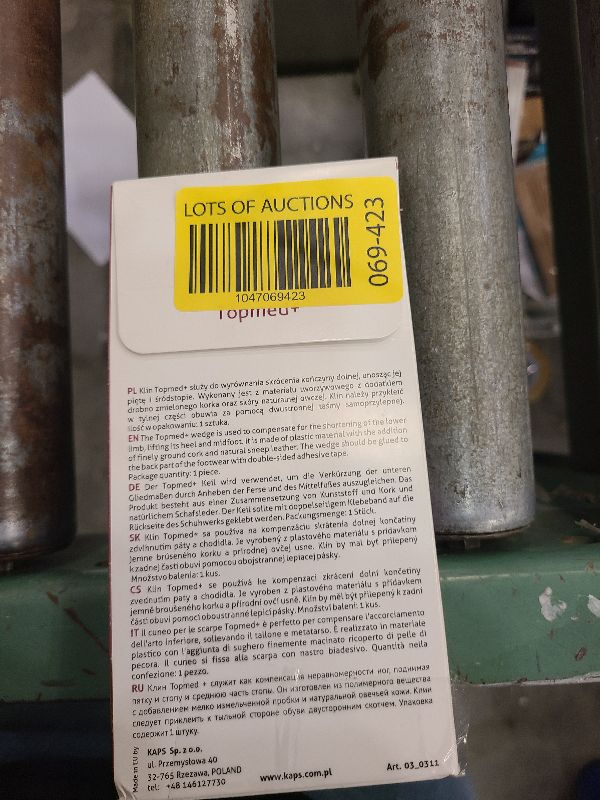 LOTS OF AUCTIONS
069-423
1047069423
Topmed+
PL Klin Topmed+ służy do wyrównania skrócenia kończyny dolnej, unosząc jej
piętę i śródstopie. Wykonany jest z materiału tworzywowego z dodatkiem
drobno zmielonego korka oraz skóry naturalnej owczej. Klin należy przykleić
w tylnej części obuwia za pomocą dwustronnej taśmy samoprzylepnej.
Ilość w opakowaniu: 1 sztuka.
EN The Topmed+ wedge is used to compensate for the shortening of the lower
limb, lifting its heel and midfoot. It is made of plastic material with the addition
of finely ground cork and natural sheep leather. The wedge should be glued to
the back part of the footwear with double-sided adhesive tape.
Package quantity: 1 piece.
DE Der Topmed+ Keil wird verwendet, um die Verkürzung der unteren
Gliedmaßen durch Anheben der Ferse und des Mittelfußes auszugleichen. Das
Produkt besteht aus einer Zusammensetzung von Kunststoff und Kork und
natürlichem Schafsleder. Der Keil sollte mit doppelseitigem Klebeband auf die
Rückseite des Schuhwerks geklebt werden. Packungsmenge: 1 Stück.
SK Klin Topmed+ sa používa na kompenzáciu skrátenia dolnej končatiny
zdvihnutím päty a chodidla. Je vyrobený z plastového materiálu s prídavkom
jemne brúseného korku a prírodnej ovčej usne. Klin by mal byť prilepený
k zadnej časti obuvi pomocou obojstrannej lepiacej pásky.
Množstvo balenia: 1 kus.
CS Klín Topmed+ se používá ke kompenzaci zkrácení dolní končetiny
zvednutím paty a chodidla. Je vyroben z plastového materiálu s přídavkem
jemně broušeného korku a přírodní ovčí usně. Klín by měl být přilepený k zadní
části obuvi pomocí oboustranné lepicí pásky. Množství balení: 1 kus.
IT Il cuneo per le scarpe Topmed+ è perfetto per compensare l'accorciamento
dell'arto inferiore, sollevando il tallone e metatarso. È realizzato in materiale
plastico con l'aggiunta di sughero finemente macinato ricoperto di pelle di
pecora. Il cuneo si fissa alla scarpa con nastro biadesivo. Quantità nella
confezione: 1 pezzo.
RU Клин Topmed + служит как компенсация неравномерности ног, поднимая
пятку и стопу и среднюю часть стопы. Он изготовлен из полимерного вещества
с добавлением мелко измельченной пробки и натуральной овечьей кожи. Клин
следует приклеить к тыльной стороне обуви двусторонним скотчем. Упаковка
содержит 1 штуку.
Made in EU by
KAPS Sp. z o.o.
ul. Przemysłowa 40
32-765 Rzezawa, POLAND
tel: +48 146127730
www.kaps.com.pl
Art. 03_0311